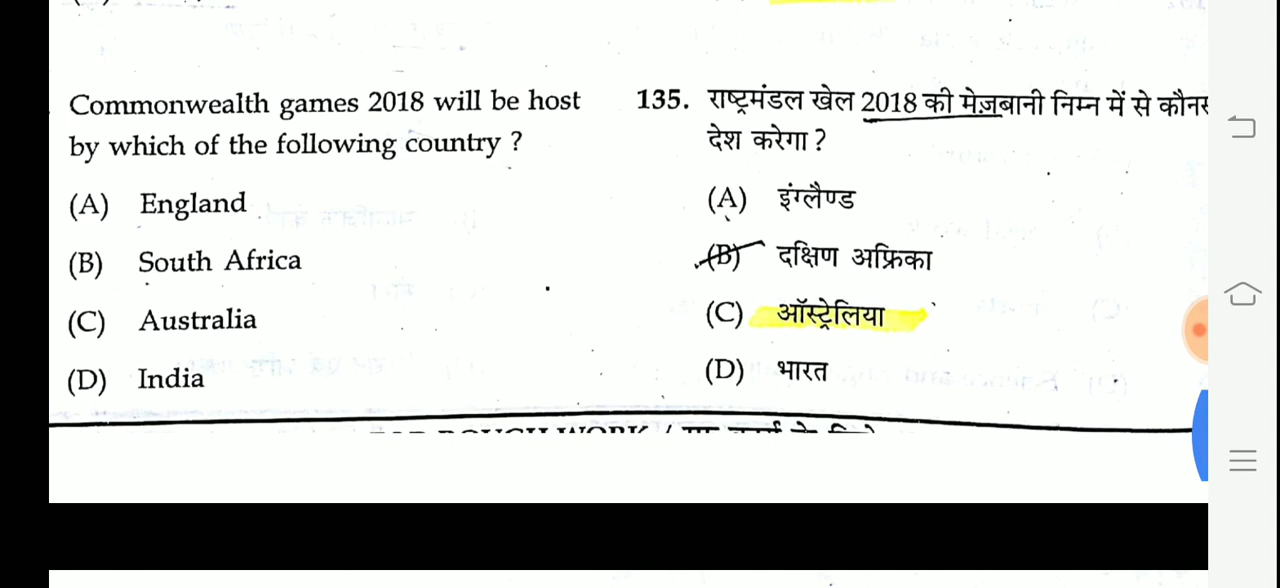 Commonwealth games 2018 will be host
by which of the following country ?
(A) England
(B) South Africa
(C) Australia
(D) India
135. राष्ट्रमंडल खेल 2018 की मेज़बानी निम्न में से
देश करेगा ?
(A) इंग्लैण्ड
(B) दक्षिण अफ्रिका
(C) ऑस्ट्रेलिया
(D) भारत